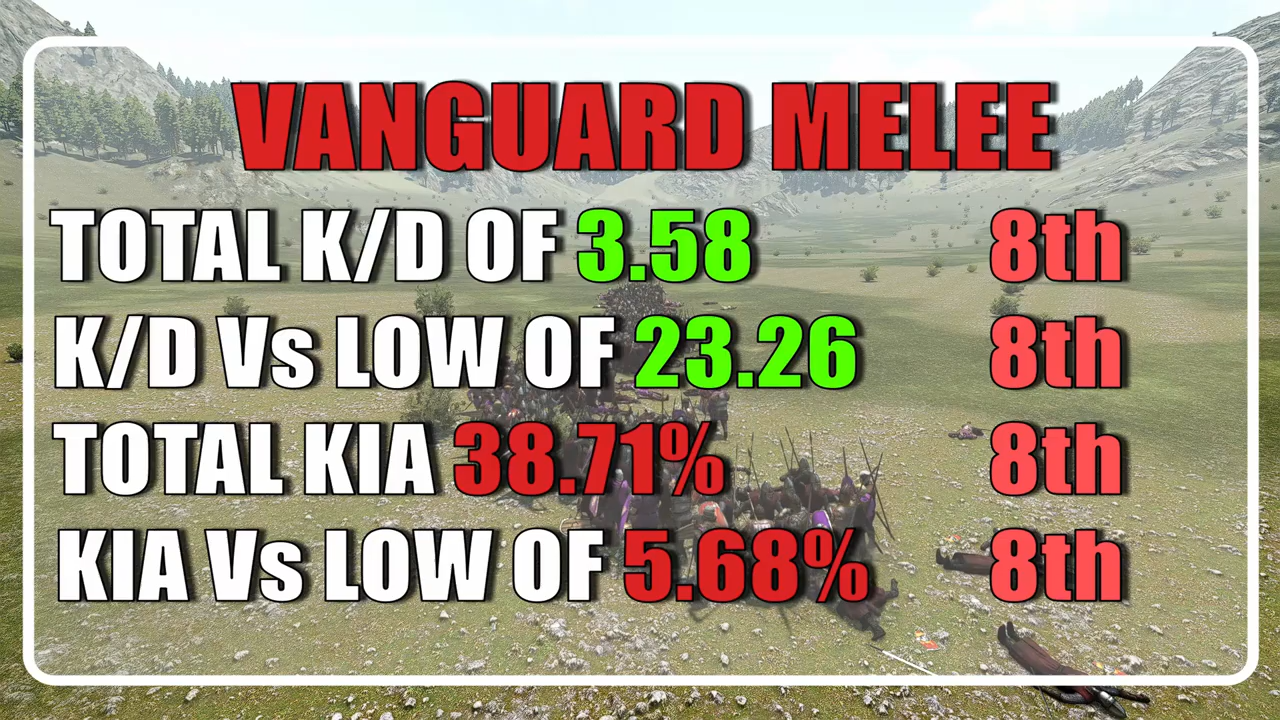 VANGUARD MELEE
TOTAL K/D OF 3.58 8th
K/D Vs LOW OF 23.26 8th
TOTAL KIA 38.71% 8th
KIA Vs LOW OF 5.68% 8th